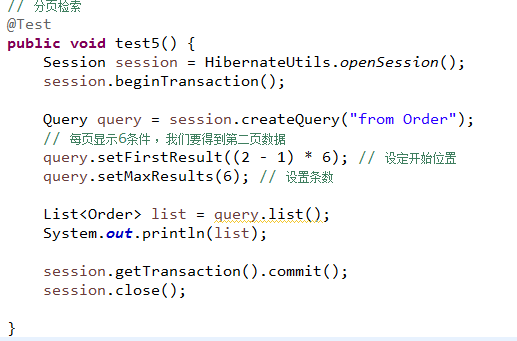 // 分页检索
@Test
public void test5() {
Session session = HibernateUtils.openSession();
session.beginTransaction();
Query query = session.createQuery("from Order");
// 每页显示6条件，我们要得到第二页数据
query.setFirstResult((2 - 1) * 6); // 设定开始位置
query.setMaxResults(6); // 设置条数
List<Order> list = query.list();
System.out.println(list);
session.getTransaction().commit();
session.close();
}